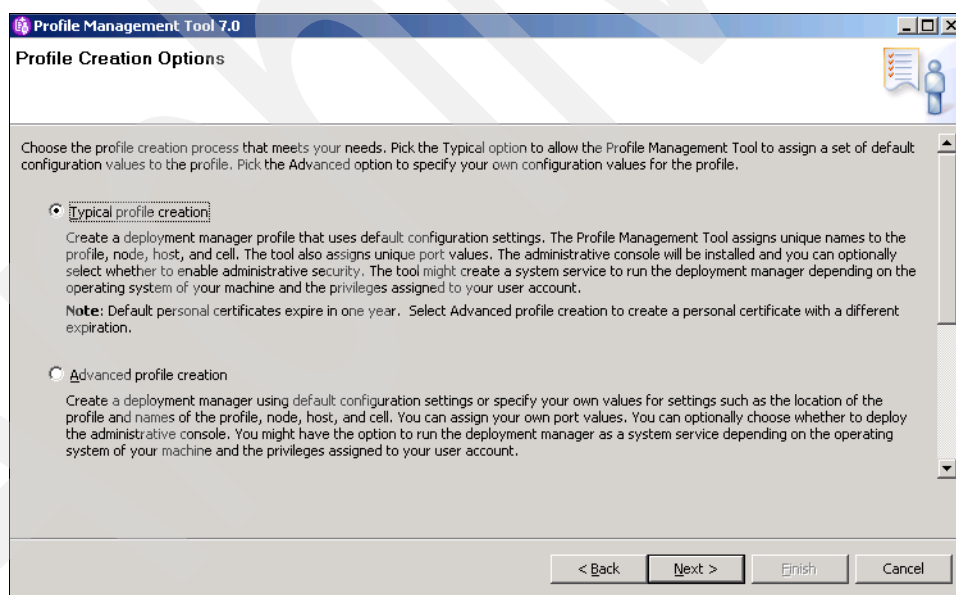 Profile Management Tool 7.0
Profile Creation Options
Choose the profile creation process that meets your needs. Pick the Typical option to allow the Profile Management Tool to assign a set of default
configuration values to the profile. Pick the Advanced option to specify your own configuration values for the profile.
Typical profile creation
Create a deployment manager profile that uses default configuration settings. The Profile Management Tool assigns unique names to the
profile, node, host, and cell. The tool also assigns unique port values. The administrative console will be installed and you can optionally
select whether to enable administrative security. The tool might create a system service to run the deployment manager depending on the
operating system of your machine and the privileges assigned to your user account.
Note: Default personal certificates expire in one year. Select Advanced profile creation to create a personal certificate with a different
expiration.
Advanced profile creation
Create a deployment manager using default configuration settings or specify your own values for settings such as the location of the
profile and names of the profile, node, host, and cell. You can assign your own port values. You can optionally choose whether to deploy
the administrative console. You might have the option to run the deployment manager as a system service depending on the operating
system of your machine and the privileges assigned to your user account.
< Back Next > Finish Cancel